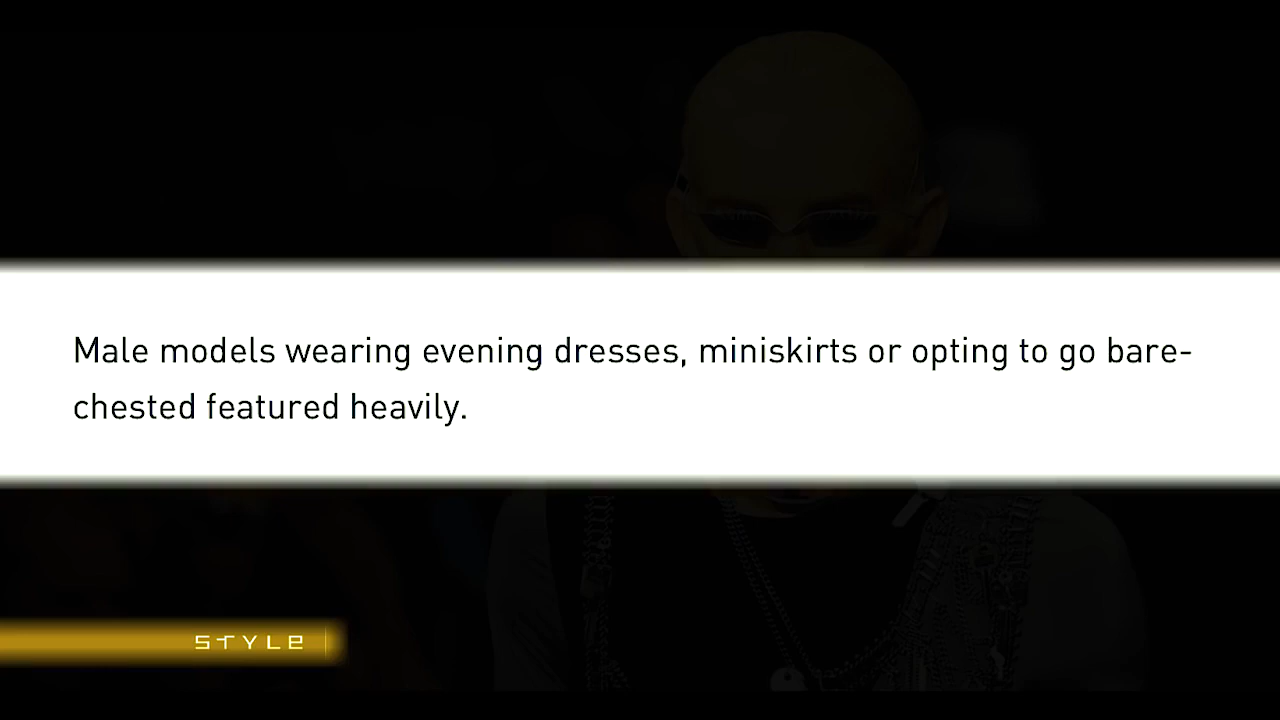 Male models wearing evening dresses, miniskirts or opting to go bare-
chested featured heavily.
STYLE